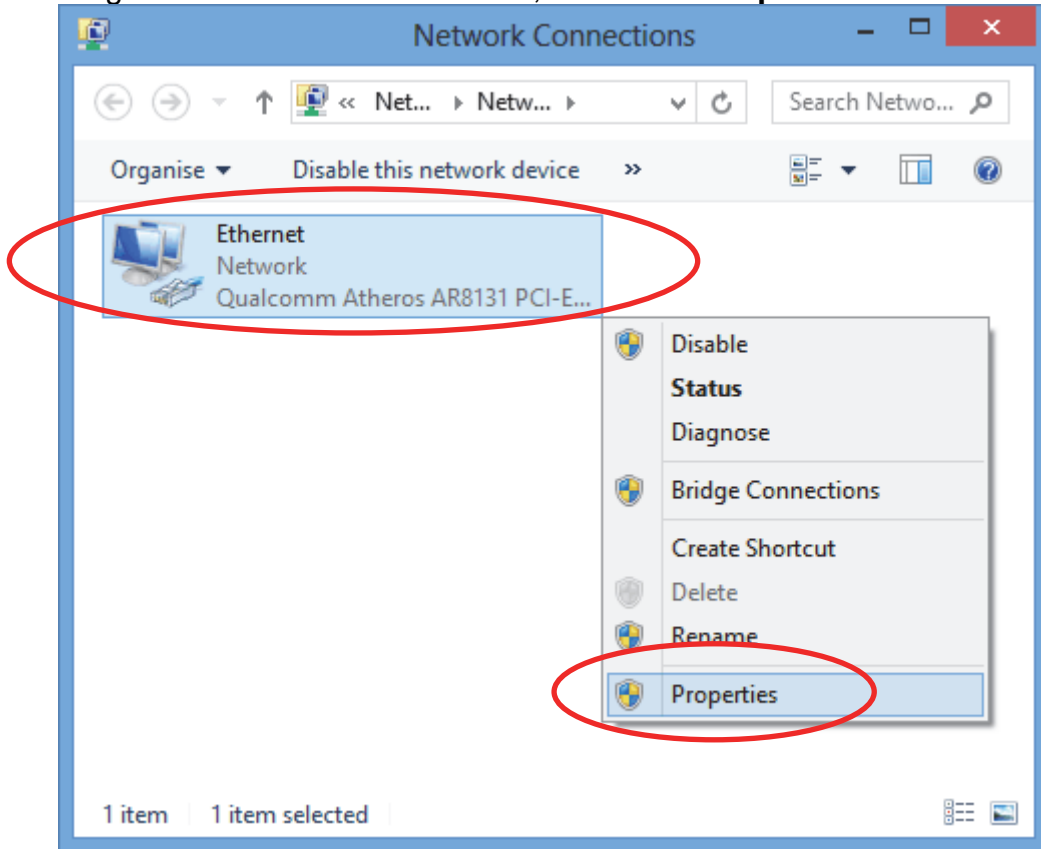 Network Connections
« Net... Netw... Search Netwo...
Organise Disable this network device »
Ethernet
Network
Qualcomm Atheros AR8131 PCI-E...
Disable
Status
Diagnose
Bridge Connections
Create Shortcut
Delete
Rename
Properties
1 item 1 item selected